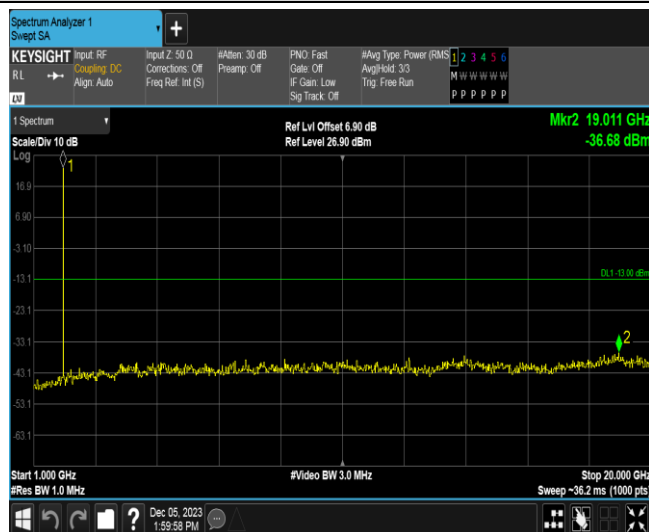 Spectrum Analyzer 1
Swept SA
+
KEYSIGHT Input: RF Input Z: 50 Ω #Atten: 30 dB PNO: Fast #Avg Type: Power (RMS 1 2 3 4 5 6
RL Coupling: DC Corrections: Off Preamp: Off Gate: Off Avg|Hold: 3/3 M W W W W W
Align: Auto Freq Ref: Int (S) IF Gain: Low Trig: Free Run
Sig Track: Off P P P P P P
LXI
1 Spectrum
Ref Lvl Offset 6.90 dB Mkr2 19.011 GHz
Scale/Div 10 dB Ref Level 26.90 dBm -36.68 dBm
Log
1
16.9
6.90
-3.10
-13.1
DL1 -13.00 dBm
-23.1
-33.1
2
-43.1
-53.1
-63.1
Start 1.000 GHz #Video BW 3.0 MHz Stop 20.000 GHz
#Res BW 1.0 MHz Sweep ~36.2 ms (1000 pts)
? Dec 05, 2023
1:59:58 PM